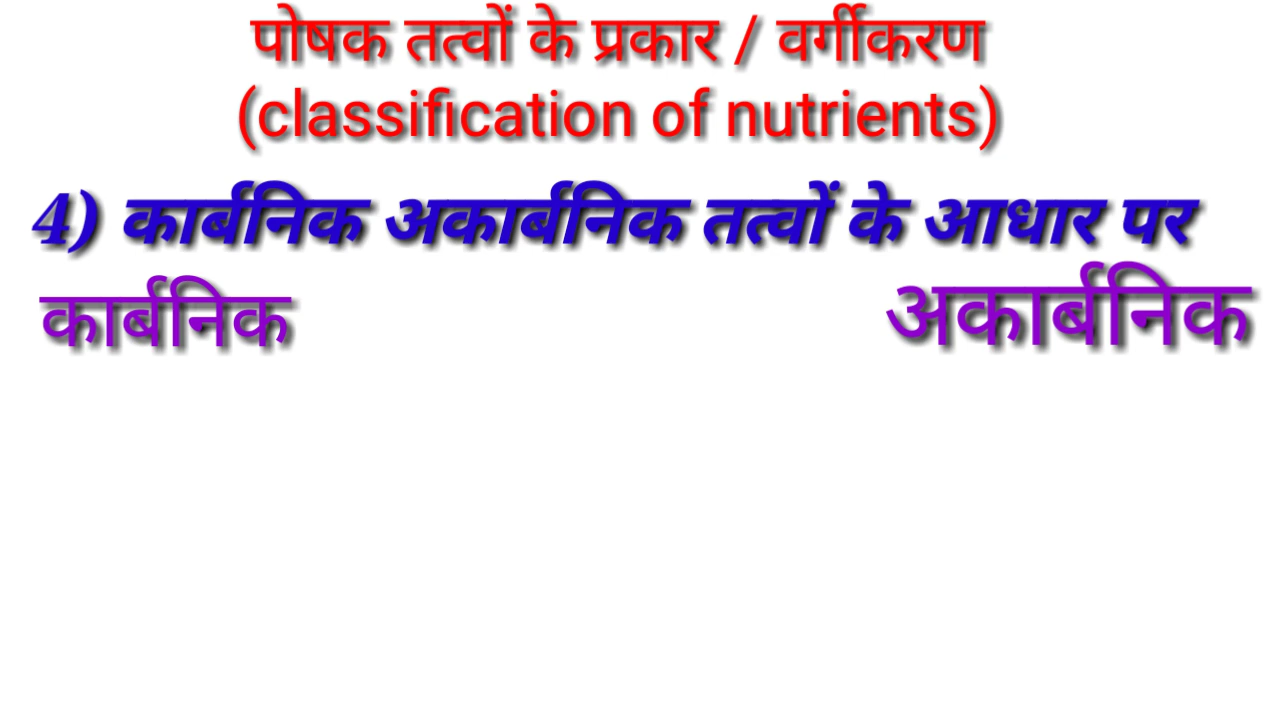 पोषक तत्वों के प्रकार / वर्गीकरण
(classification of nutrients)
4) कार्बनिक अकार्बनिक तत्वों के आधार पर
कार्बनिक अकार्बनिक